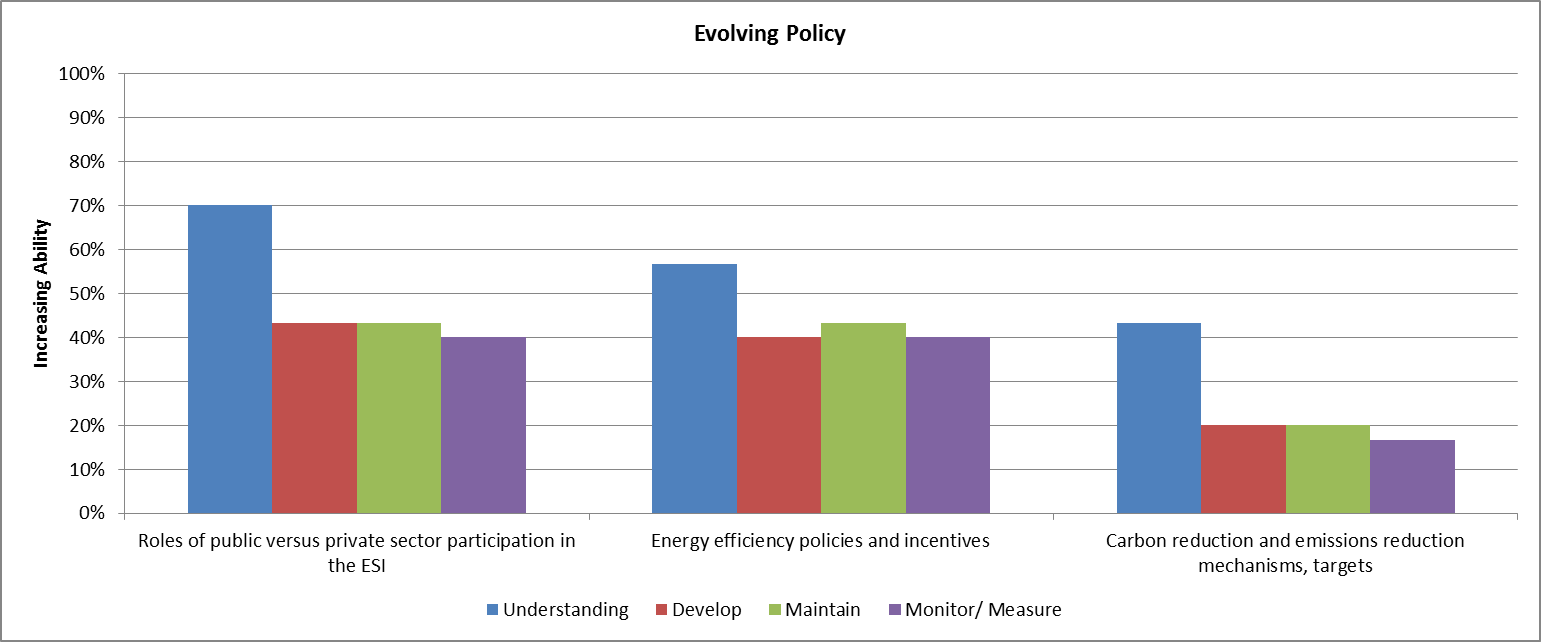 Evolving Policy
100%
90%
80%
70%
60%
50%
40%
30%
20%
10%
0%
Increasing Ability
Roles of public versus private sector participation in
the ESI
Energy efficiency policies and incentives
Carbon reduction and emissions reduction
mechanisms, targets
Understanding
Develop
Maintain
Monitor/ Measure